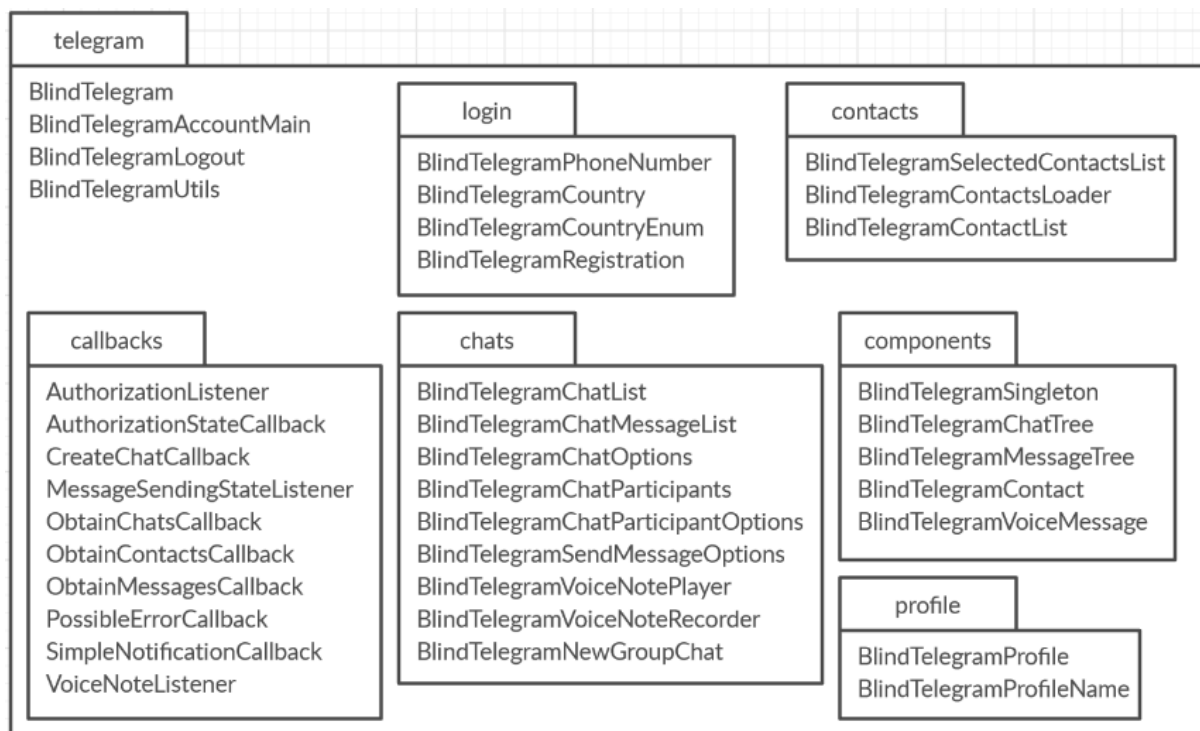 telegram
BlindTelegram
BlindTelegramAccountMain
BlindTelegramLogout
BlindTelegramUtils
login
BlindTelegramPhoneNumber
BlindTelegramCountry
BlindTelegramCountryEnum
BlindTelegramRegistration
contacts
BlindTelegramSelectedContactsList
BlindTelegramContactsLoader
BlindTelegramContactList
callbacks
AuthorizationListener
AuthorizationStateCallback
CreateChatCallback
MessageSendingStateListener
ObtainChatsCallback
ObtainContactsCallback
ObtainMessagesCallback
PossibleErrorCallback
SimpleNotificationCallback
VoiceNoteListener
chats
BlindTelegramChatList
BlindTelegramChatMessageList
BlindTelegramChatOptions
BlindTelegramChatParticipants
BlindTelegramChatParticipantOptions
BlindTelegramSendMessageOptions
BlindTelegramVoiceNotePlayer
BlindTelegramVoiceNoteRecorder
BlindTelegramNewGroupChat
components
BlindTelegramSingleton
BlindTelegramChatTree
BlindTelegramMessageTree
BlindTelegramContact
BlindTelegramVoiceMessage
profile
BlindTelegramProfile
BlindTelegramProfileName